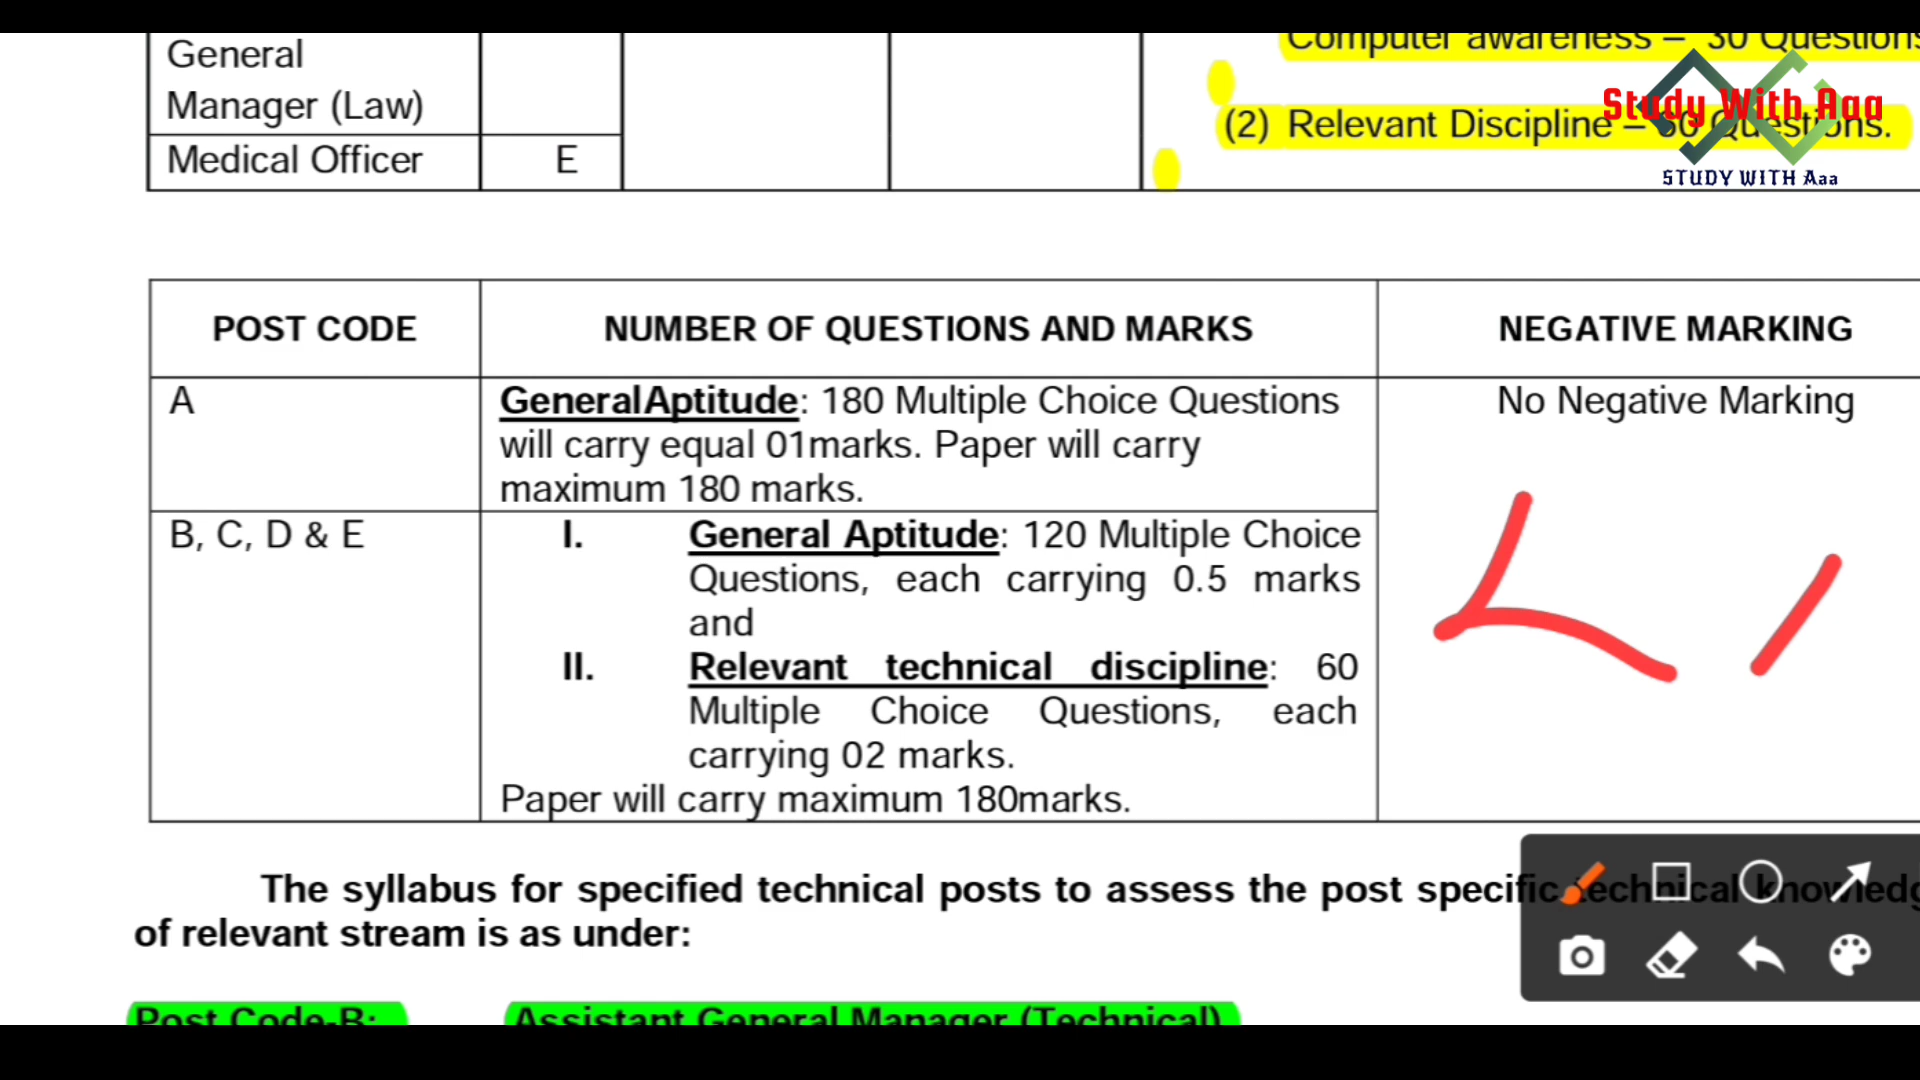 General
Manager (Law)
Medical Officer E
Computer awareness – 30 Questions
(2) Relevant Discipline – 60 Questions.
Study With Aaa
STUDY WITH Aaa
POST CODE NUMBER OF QUESTIONS AND MARKS NEGATIVE MARKING
A
General Aptitude: 180 Multiple Choice Questions
will carry equal 01marks. Paper will carry
maximum 180 marks.
No Negative Marking
B, C, D & E
I. General Aptitude: 120 Multiple Choice
Questions, each carrying 0.5 marks
and
II. Relevant technical discipline: 60
Multiple Choice Questions, each
carrying 02 marks.
Paper will carry maximum 180marks.
The syllabus for specified technical posts to assess the post specific technical
of relevant stream is as under:
Post Code-B: Assistant General Manager (Technical)